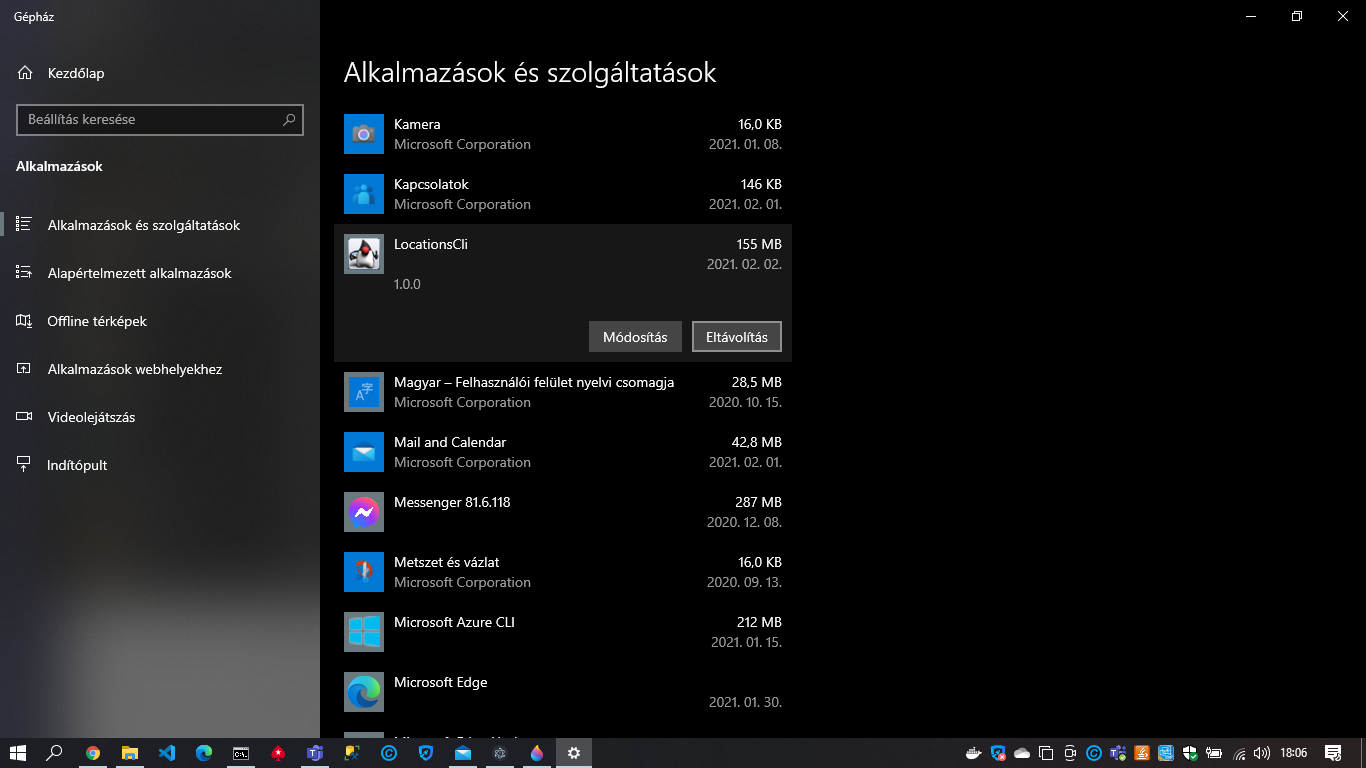 Gépház
Kezdőlap
Beállítás keresése
Alkalmazások
Alkalmazások és szolgáltatások
Alapértelmezett alkalmazások
Offline térképek
Alkalmazások webhelyekhez
Videolejátszás
Indítópult
Alkalmazások és szolgáltatások
Kamera 16,0 KB
Microsoft Corporation 2021. 01. 08.
Kapcsolatok 146 KB
Microsoft Corporation 2021. 02. 01.
LocationsCli 155 MB
2021. 02. 02.
1.0.0
Módosítás Eltávolítás
Magyar – Felhasználói felület nyelvi csomagja 28,5 MB
Microsoft Corporation 2020. 10. 15.
Mail and Calendar 42,8 MB
Microsoft Corporation 2021. 02. 01.
Messenger 81.6.118 287 MB
2020. 12. 08.
Metszet és vázlat 16,0 KB
Microsoft Corporation 2020. 09. 13.
Microsoft Azure CLI 212 MB
2021. 01. 15.
Microsoft Edge
2021. 01. 30.
18:06